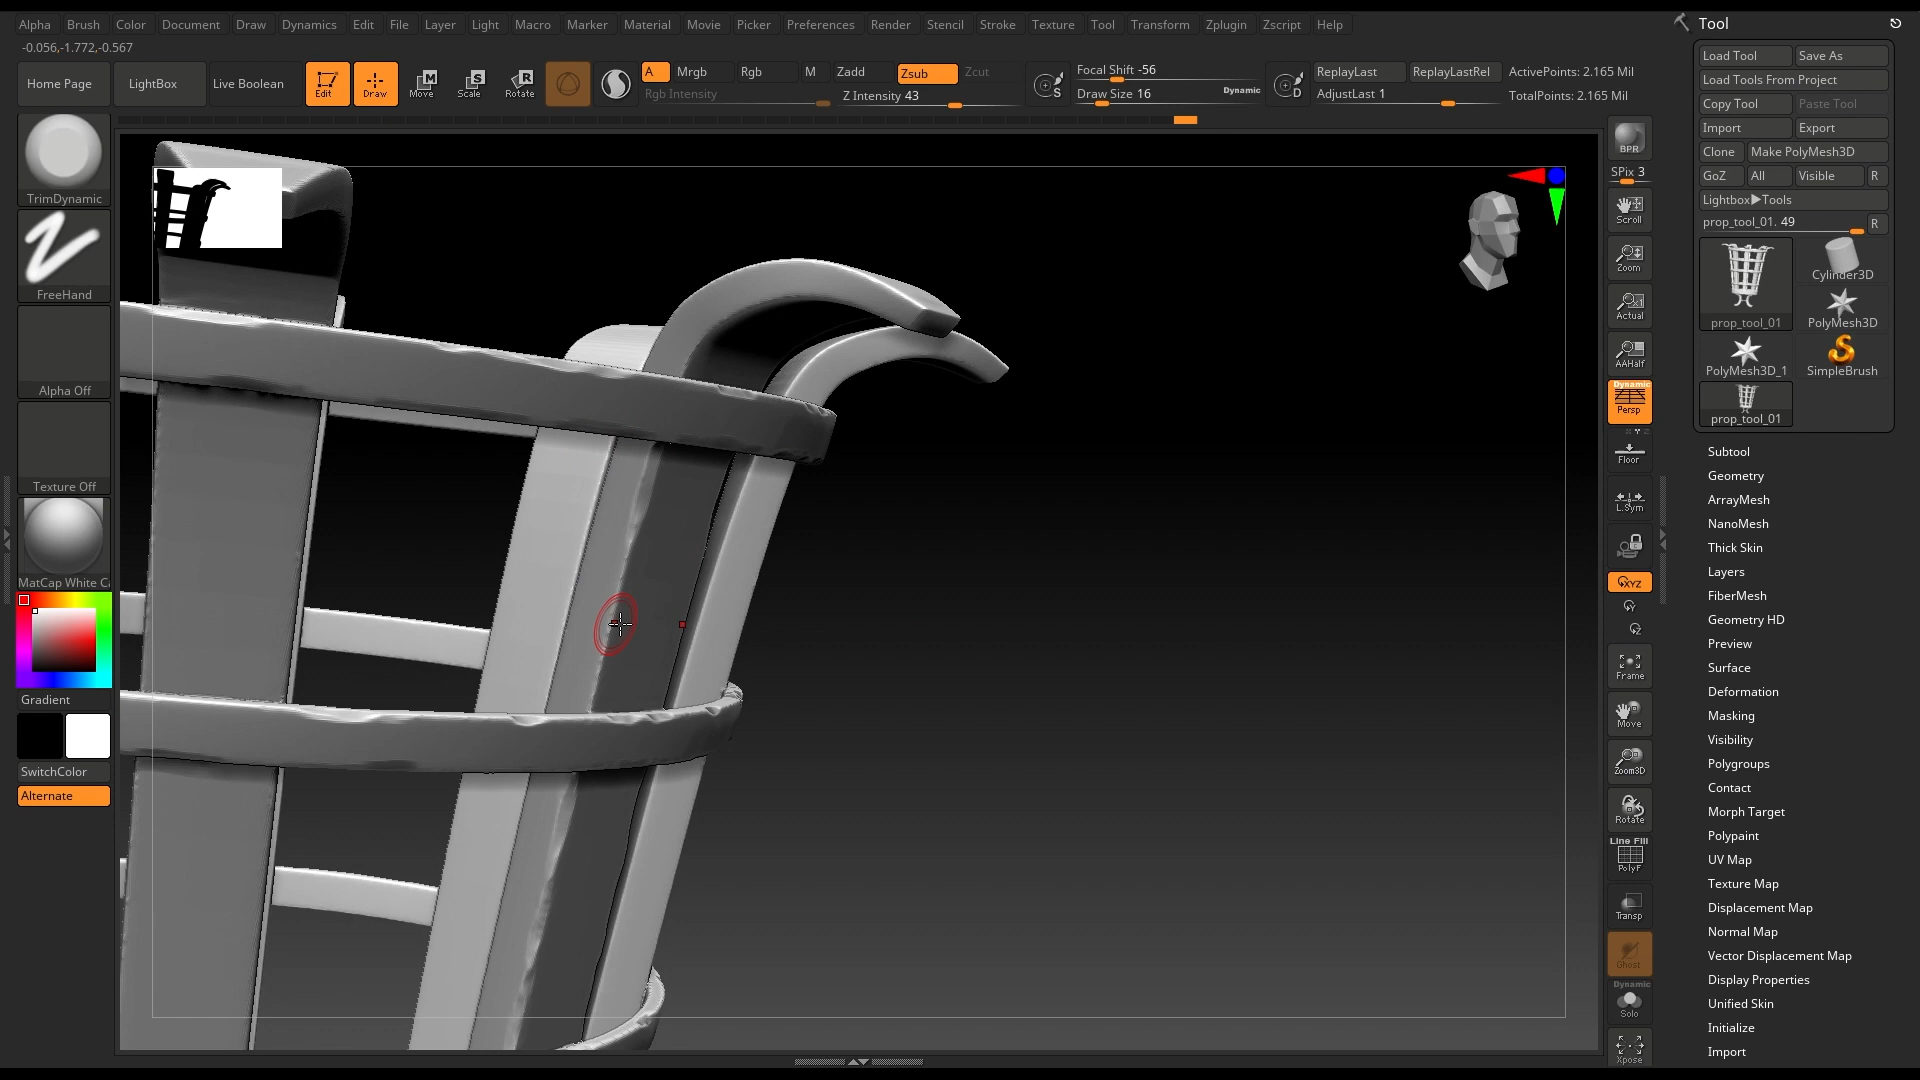 Alpha Brush Color Document Draw Dynamics Edit File Layer Light Macro Marker Material Movie Picker Preferences Render Stencil Stroke Texture Tool Transform Zplugin Zscript Help
-0.056,-1.772,-0.567
Home Page
LightBox
Live Boolean
Edit
Draw
M
Move
S
Scale
R
Rotate
A
Mrgb
Rgb
M
Zadd
Zsub
Zcut
Rgb Intensity
Z Intensity 43
S
Focal Shift -56
Draw Size 16
Dynamic
D
ReplayLast
ReplayLastRel
AdjustLast 1
ActivePoints: 2.165 Mil
TotalPoints: 2.165 Mil
TrimDynamic
FreeHand
Alpha Off
Texture Off
MatCap White C
Gradient
SwitchColor
Alternate
BPR
SPix 3
Scroll
Zoom
Actual
AAHalf
Dynamic
Persp
Floor
L.Sym
XYZ
Y
Z
Frame
Move
Zoom3D
Rotate
Line Fill
PolyF
Transp
Ghost
Dynamic
Solo
Xpose
Tool
Load Tool
Save As
Load Tools From Project
Copy Tool
Paste Tool
Import
Export
Clone
Make PolyMesh3D
GoZ
All
Visible
R
Lightbox▶Tools
prop_tool_01. 49
R
prop_tool_01
Cylinder3D
PolyMesh3D
PolyMesh3D_1
SimpleBrush
prop_tool_01
Subtool
Geometry
ArrayMesh
NanoMesh
Thick Skin
Layers
FiberMesh
Geometry HD
Preview
Surface
Deformation
Masking
Visibility
Polygroups
Contact
Morph Target
Polypaint
UV Map
Texture Map
Displacement Map
Normal Map
Vector Displacement Map
Display Properties
Unified Skin
Initialize
Import